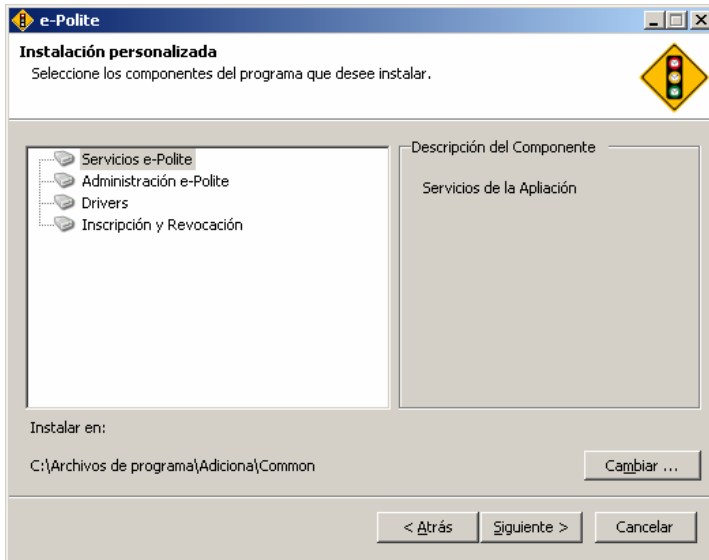 e-Polite
Instalación personalizada
Seleccione los componentes del programa que desee instalar.
Servicios e-Polite
Administración e-Polite
Drivers
Inscripción y Revocación
Descripción del Componente
Servicios de la Apliación
Instalar en:
C:\Archivos de programa\Adiciona\Common
Cambiar ...
< Atrás
Siguiente >
Cancelar